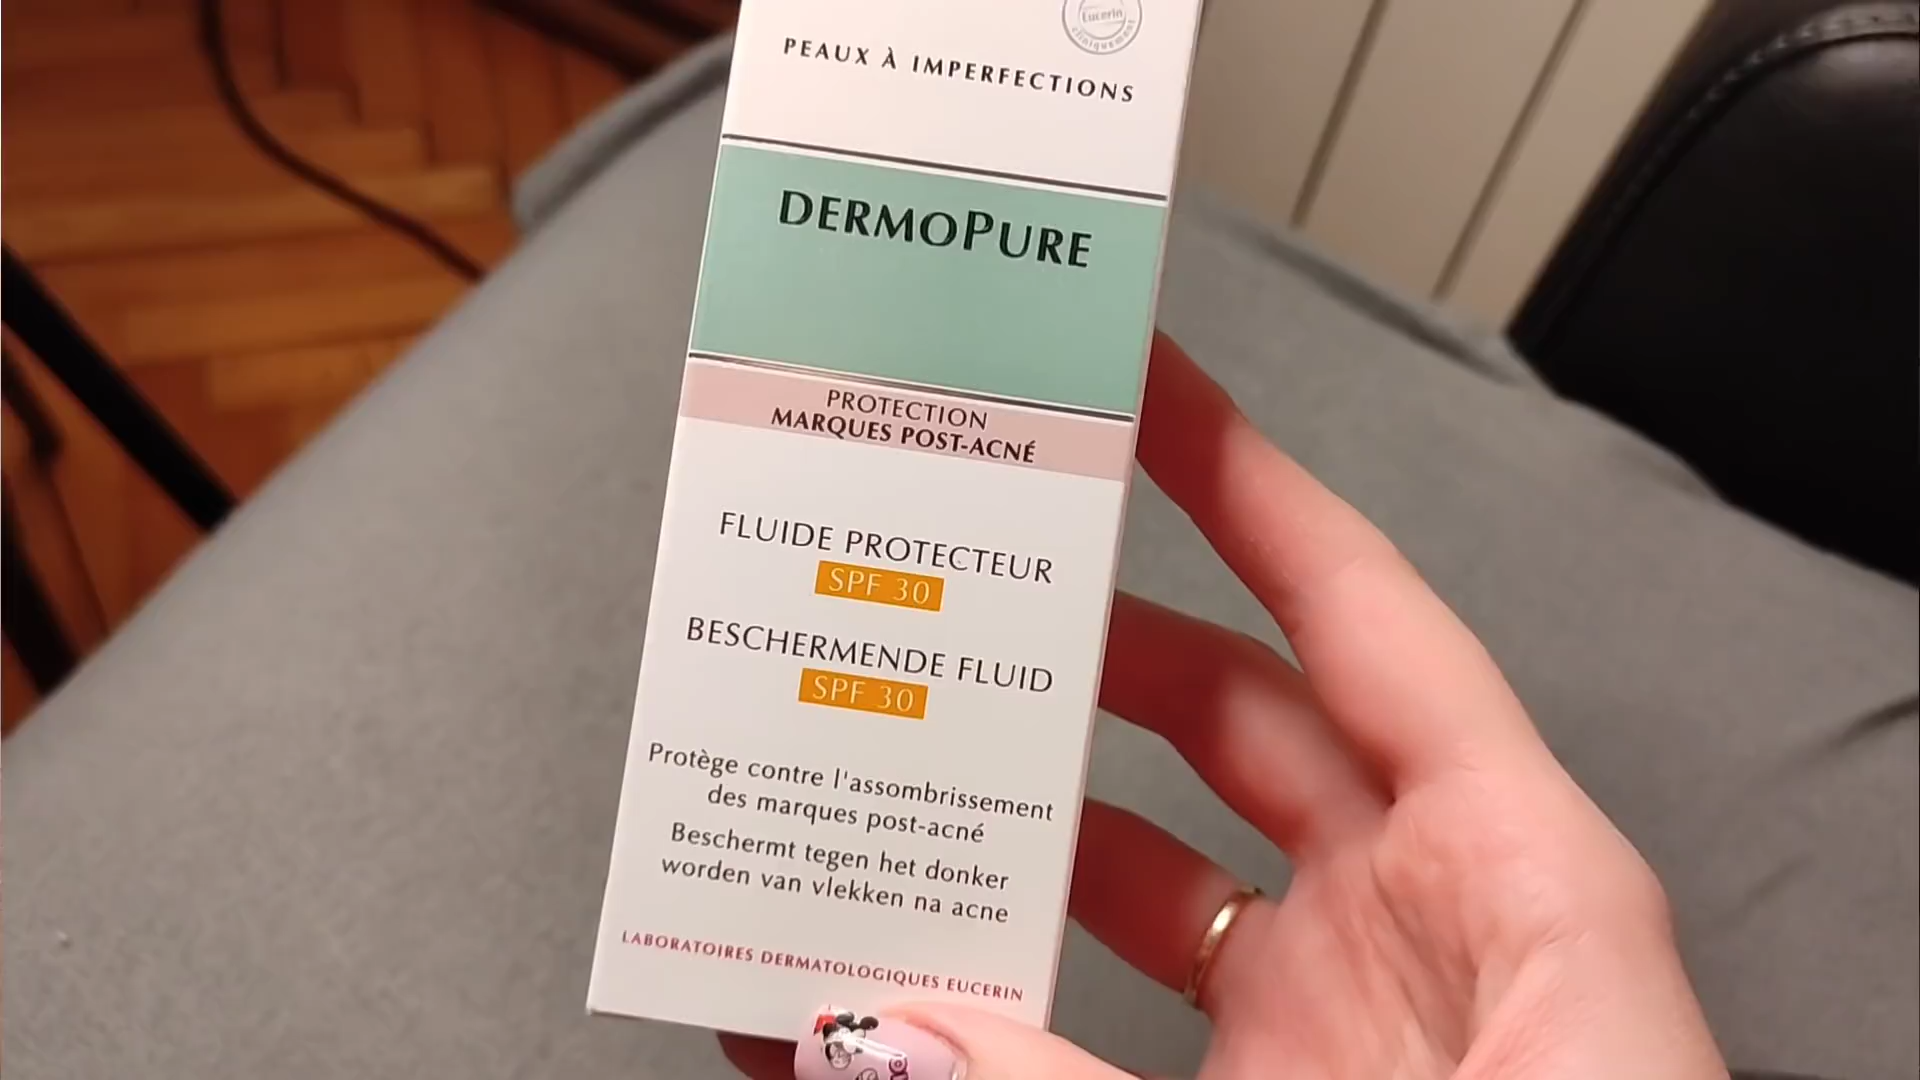 Eucerin
PEAUX À IMPERFECTIONS
DERMOPURE
PROTECTION
MARQUES POST-ACNÉ
FLUIDE PROTECTEUR
SPF 30
BESCHERMENDE FLUID
SPF 30
Protège contre l'assombrissement
des marques post-acné
Beschermt tegen het donker
worden van vlekken na acne
LABORATOIRES DERMATOLOGIQUES EUCERIN